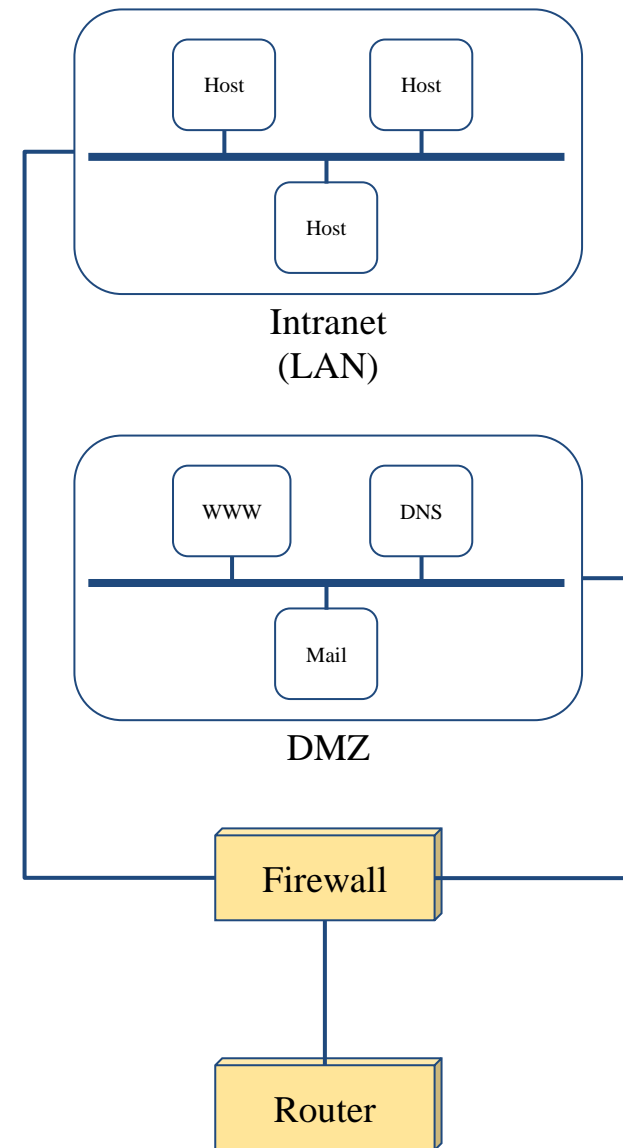 Host Host
Host
Intranet
(LAN)
WWW DNS
Mail
DMZ
Firewall
Router